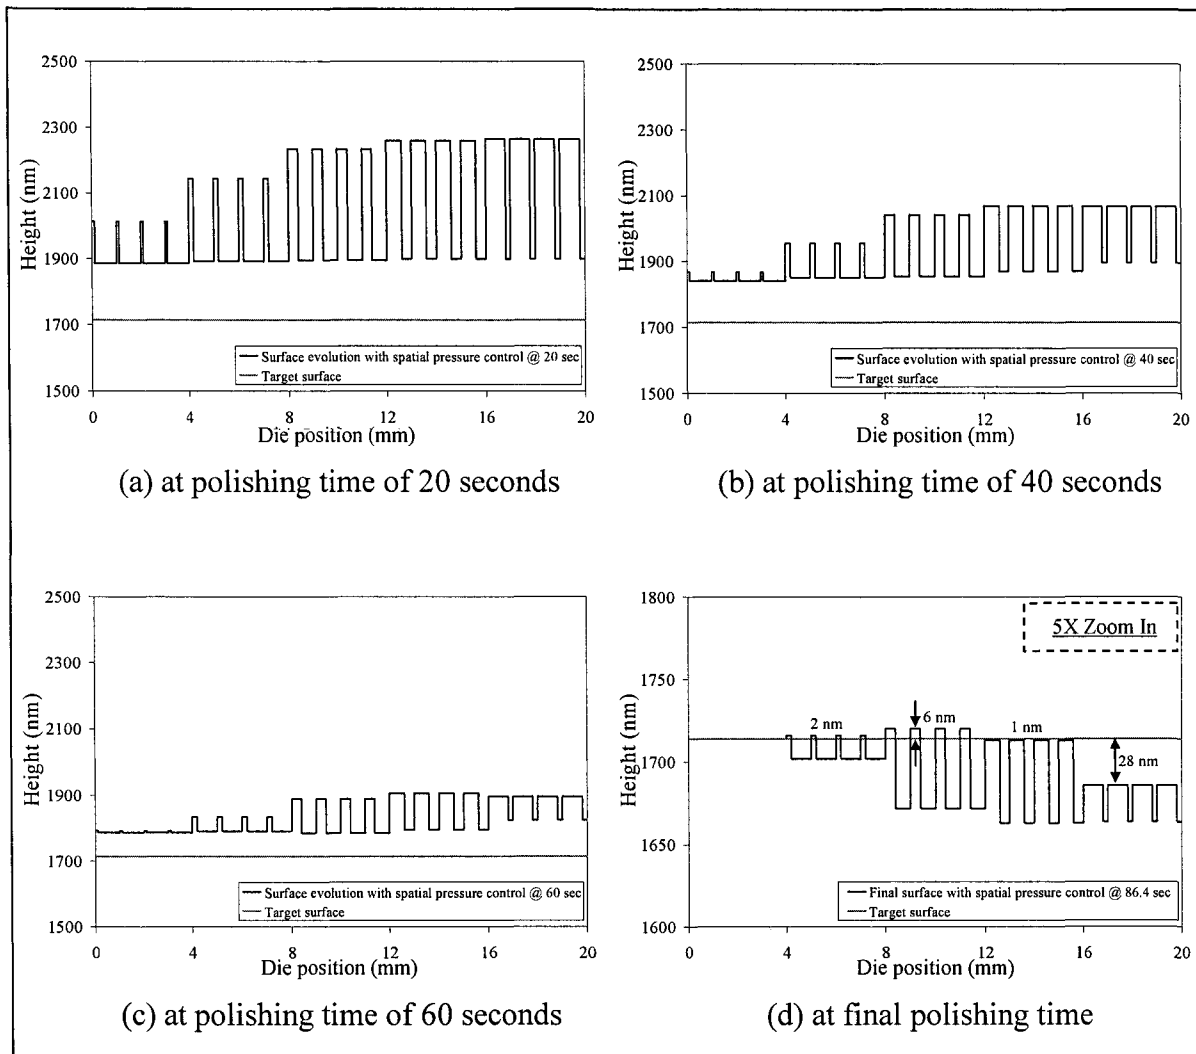 2500
2300
2100
1900
1700
1500
Height (nm)
Surface evolution with spatial pressure control @ 20 sec
Target surface
0 4 8 12 16 20
Die position (mm)
(a) at polishing time of 20 seconds
2500
2300
2100
1900
1700
1500
Height (nm)
Surface evolution with spatial pressure control @ 40 sec
Target surface
0 4 8 12 16 20
Die position (mm)
(b) at polishing time of 40 seconds
2500
2300
2100
1900
1700
1500
Height (nm)
Surface evolution with spatial pressure control @ 60 sec
Target surface
0 4 8 12 16 20
Die position (mm)
(c) at polishing time of 60 seconds
1800
1750
1700
1650
1600
Height (nm)
5X Zoom In
2 nm 6 nm 1 nm
28 nm
Final surface with spatial pressure control @ 86.4 sec
Target surface
0 4 8 12 16 20
Die position (mm)
(d) at final polishing time